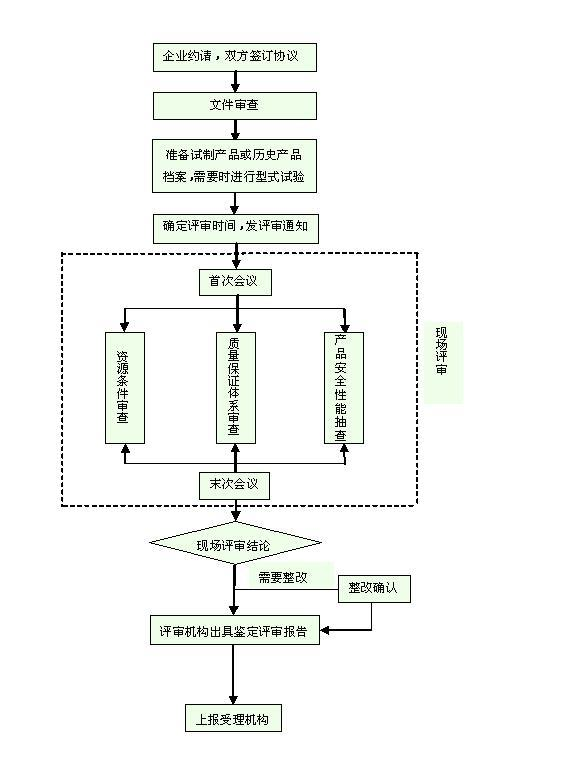 企业约请，双方签订协议
文件审查
准备试制产品或历史产品
档案,需要时进行型式试验
确定评审时间,发评审通知
首次会议
资源条件审查
质量保证体系审查
产品安全性能抽查
现场评审
末次会议
现场评审结论
需要整改
整改确认
评审机构出具鉴定评审报告
上报受理机构